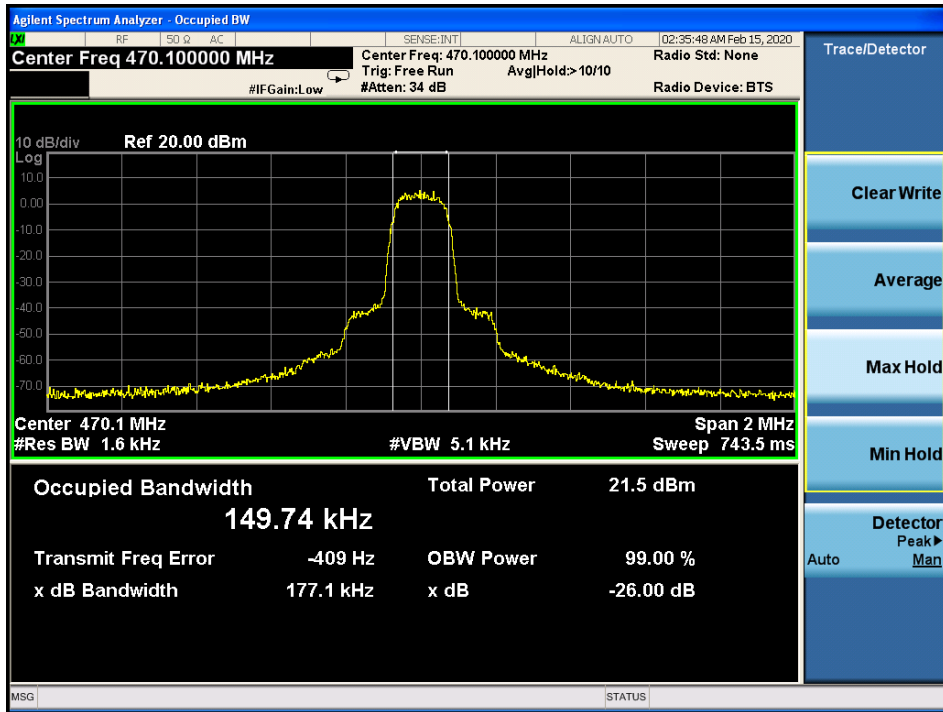 Agilent Spectrum Analyzer - Occupied BW
LXI RF 50 Ω AC SENSE:INT ALIGN AUTO 02:35:48 AM Feb 15, 2020
Center Freq 470.100000 MHz
Center Freq: 470.100000 MHz
Radio Std: None
Trig: Free Run Avg|Hold:>10/10
#IFGain:Low
#Atten: 34 dB
Radio Device: BTS
10 dB/div Ref 20.00 dBm
Log
10.0
0.00
-10.0
-20.0
-30.0
-40.0
-50.0
-60.0
-70.0
Center 470.1 MHz Span 2 MHz
#Res BW 1.6 kHz #VBW 5.1 kHz Sweep 743.5 ms
Occupied Bandwidth Total Power 21.5 dBm
149.74 kHz
Transmit Freq Error -409 Hz OBW Power 99.00 %
x dB Bandwidth 177.1 kHz x dB -26.00 dB
Trace/Detector
Clear Write
Average
Max Hold
Min Hold
Detector
Peak▶
Auto Man
MSG STATUS